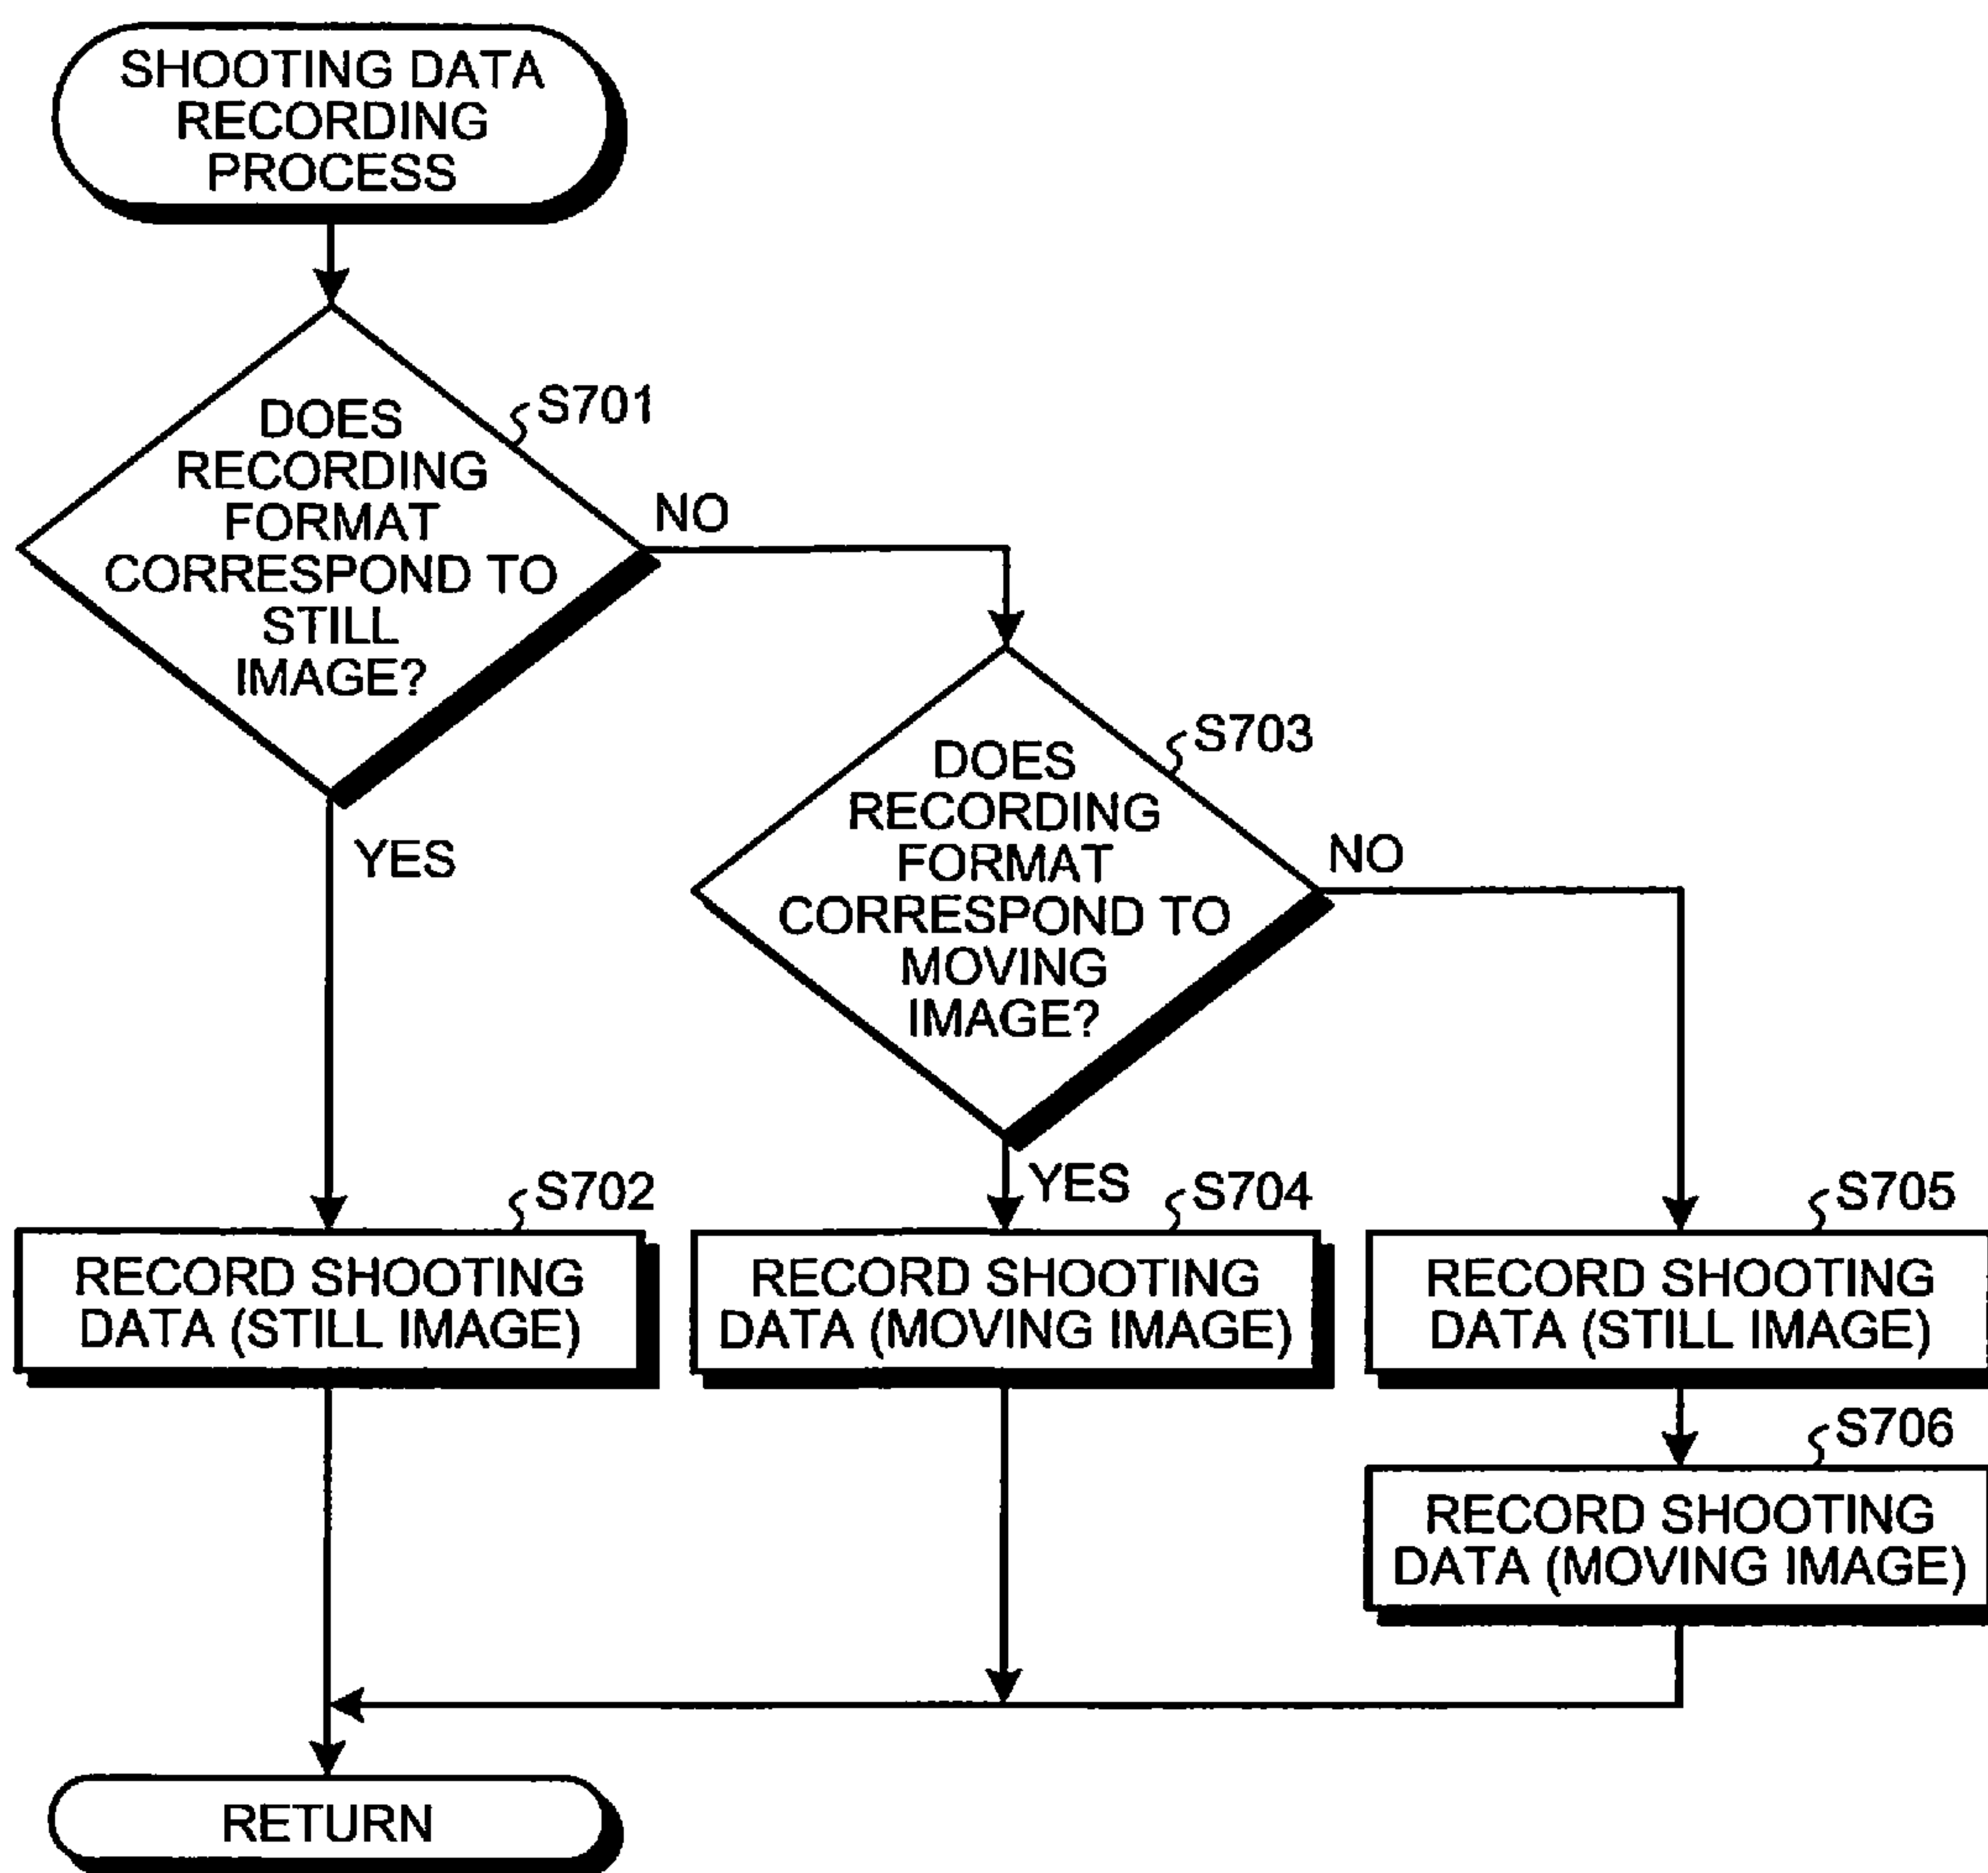 SHOOTING DATA
RECORDING
PROCESS
S701
DOES
RECORDING
FORMAT
CORRESPOND TO
STILL
IMAGE?
NO
YES
S703
DOES
RECORDING
FORMAT
CORRESPOND TO
MOVING
IMAGE?
NO
YES
S702
RECORD SHOOTING
DATA (STILL IMAGE)
S704
RECORD SHOOTING
DATA (MOVING IMAGE)
S705
RECORD SHOOTING
DATA (STILL IMAGE)
S706
RECORD SHOOTING
DATA (MOVING IMAGE)
RETURN